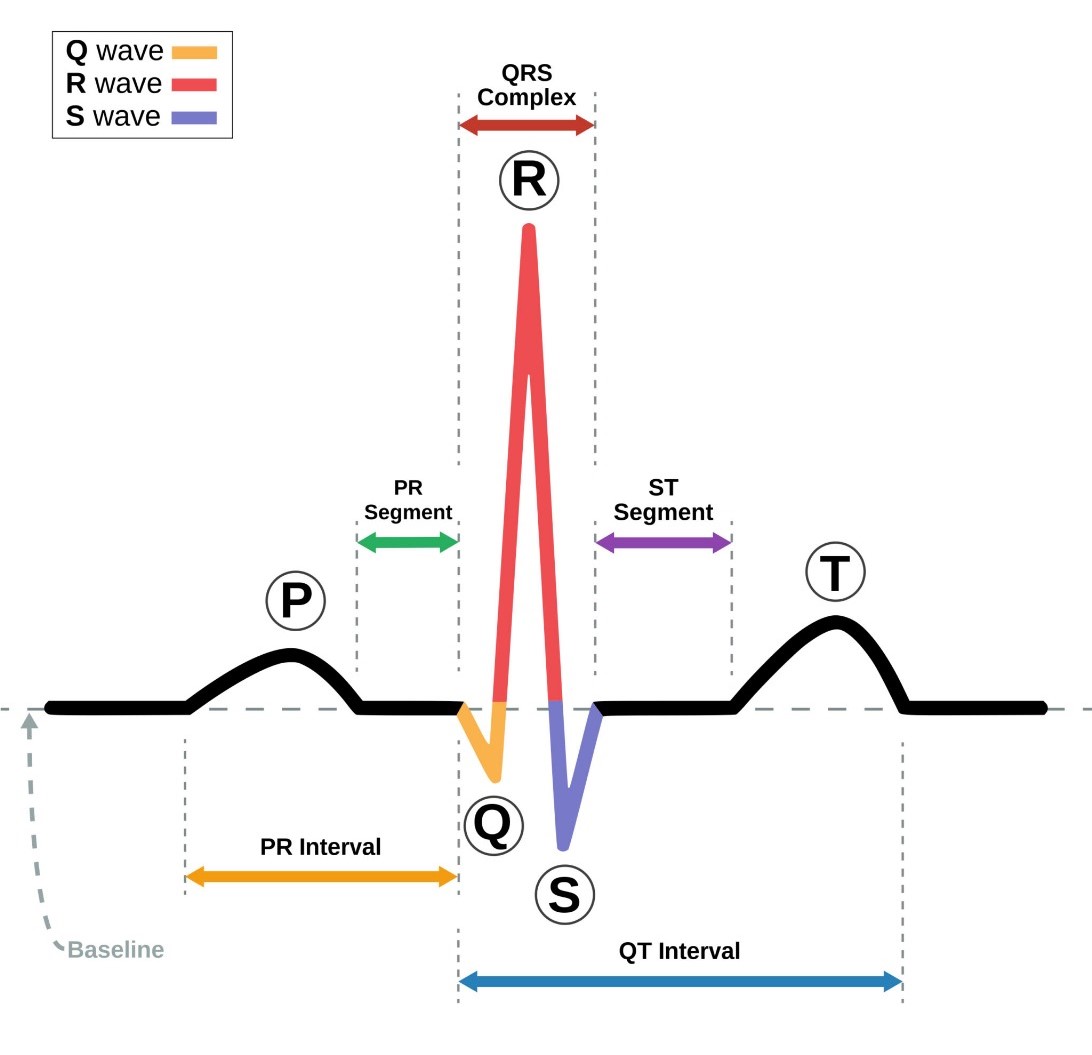 Q wave
R wave
S wave
QRS
Complex
R
PR
Segment
ST
Segment
P
T
Q
S
PR Interval
QT Interval
Baseline